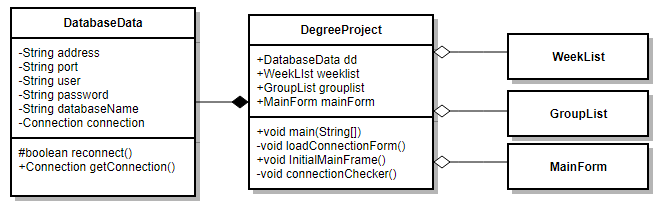 DatabaseData
-String address
-String port
-String user
-String password
-String databaseName
-Connection connection
#boolean reconnect()
+Connection getConnection()
DegreeProject
+DatabaseData dd
+WeekLIst weeklist
+GroupList grouplist
+MainForm mainForm
+void main(String[])
-void loadConnectionForm()
+void InitialMainFrame()
-void connectionChecker()
WeekList
GroupList
MainForm